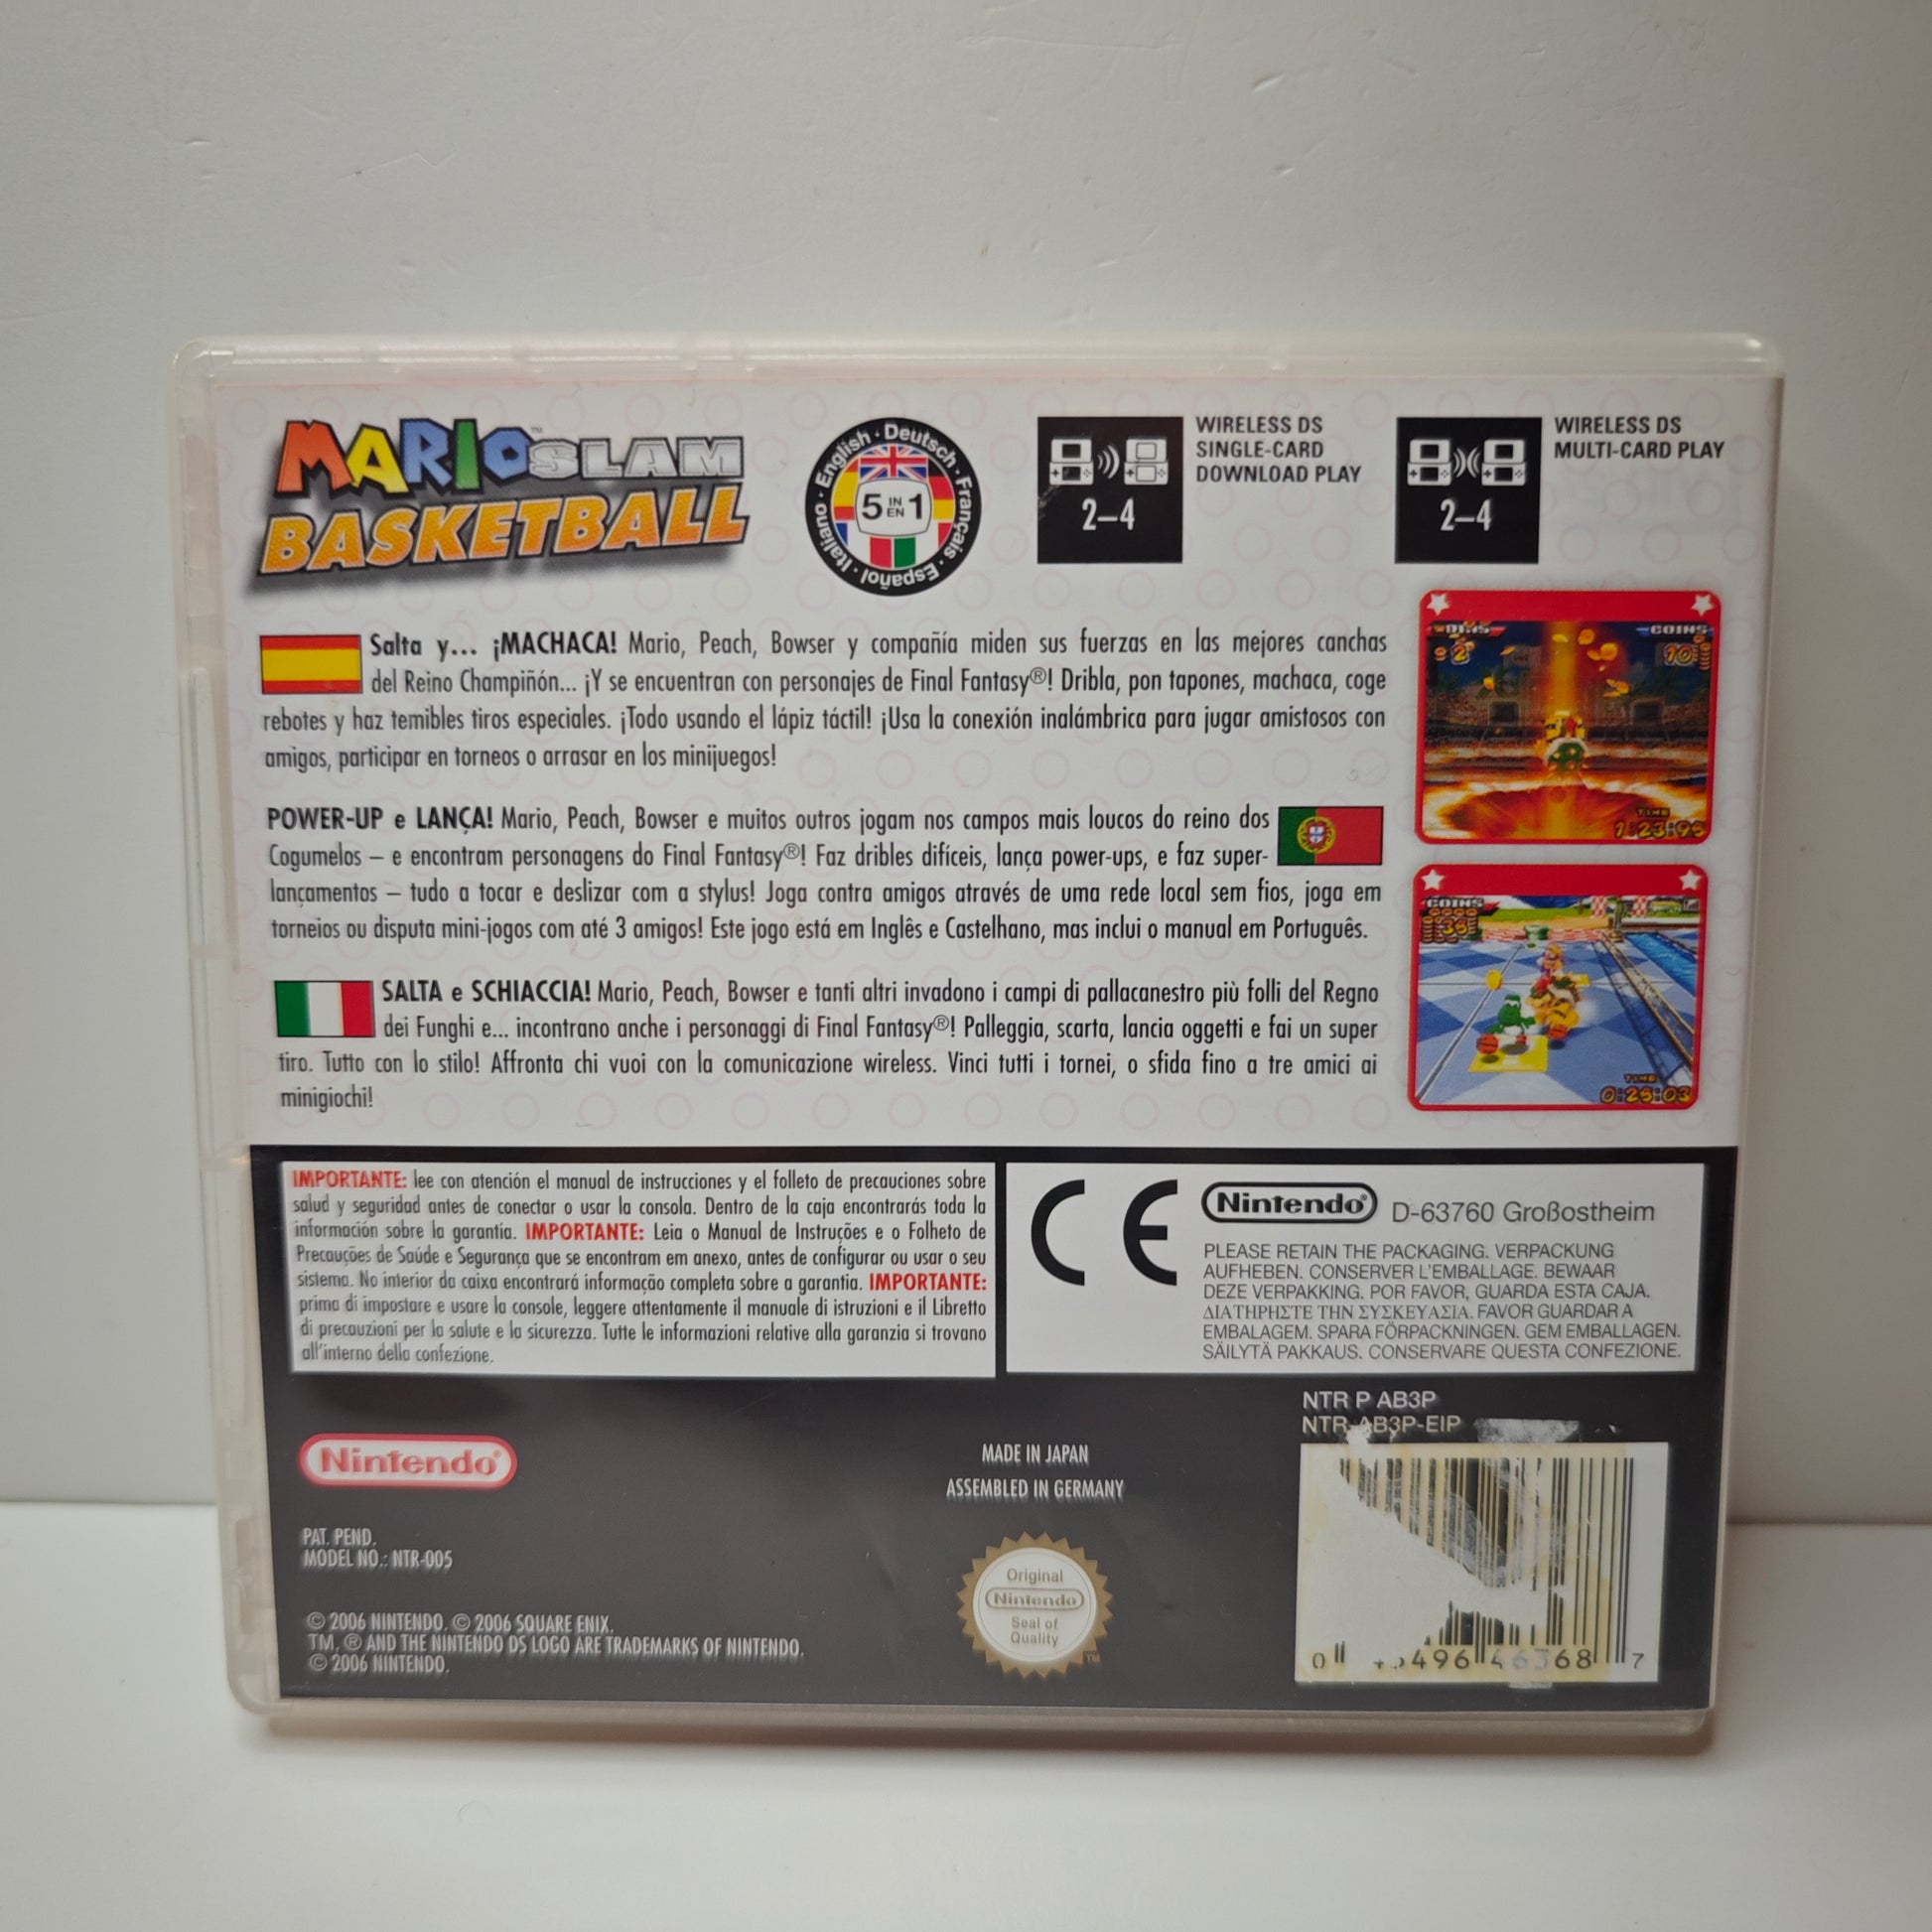 MARIO SLAM™
BASKETBALL
English · Deutsch · Français · Español · Italiano ·
5 IN EN 1
WIRELESS DS
SINGLE-CARD
DOWNLOAD PLAY
2–4
WIRELESS DS
MULTI-CARD PLAY
2–4
Salta y... ¡MACHACA! Mario, Peach, Bowser y compañía miden sus fuerzas en las mejores canchas
del Reino Champiñón... ¡Y se encuentran con personajes de Final Fantasy®! Dribla, pon tapones, machaca, coge
rebotes y haz temibles tiros especiales. ¡Todo usando el lápiz táctil! ¡Usa la conexión inalámbrica para jugar amistosos con
amigos, participar en torneos o arrasar en los minijuegos!
POWER-UP e LANÇA! Mario, Peach, Bowser e muitos outros jogam nos campos mais loucos do reino dos
Cogumelos – e encontram personagens do Final Fantasy®! Faz dribles difíceis, lança power-ups, e faz super-
lançamentos – tudo a tocar e deslizar com a stylus! Joga contra amigos através de uma rede local sem fios, joga em
torneios ou disputa mini-jogos com até 3 amigos! Este jogo está em Inglês e Castelhano, mas inclui o manual em Português.
SALTA e SCHIACCIA! Mario, Peach, Bowser e tanti altri invadono i campi di pallacanestro più folli del Regno
dei Funghi e... incontrano anche i personaggi di Final Fantasy®! Palleggia, scarta, lancia oggetti e fai un super
tiro. Tutto con lo stilo! Affronta chi vuoi con la comunicazione wireless. Vinci tutti i tornei, o sfida fino a tre amici ai
minigiochi!
COINS
2
90
TIME
1:23:95
COINS
36
TIME
0:28:03
IMPORTANTE: lee con atención el manual de instrucciones y el folleto de precauciones sobre
salud y seguridad antes de conectar o usar la consola. Dentro de la caja encontrarás toda la
información sobre la garantía. IMPORTANTE: Leia o Manual de Instruções e o Folheto de
Precauções de Saúde e Segurança que se encontram em anexo, antes de configurar ou usar o seu
sistema. No interior da caixa encontrará informação completa sobre a garantia. IMPORTANTE:
prima di impostare e usare la console, leggere attentamente il manuale di istruzioni e il Libretto
di precauzioni per la salute e la sicurezza. Tutte le informazioni relative alla garanzia si trovano
all'interno della confezione.
CE
Nintendo® D-63760 Großostheim
PLEASE RETAIN THE PACKAGING. VERPACKUNG
AUFHEBEN. CONSERVER L'EMBALLAGE. BEWAAR
DEZE VERPAKKING. POR FAVOR, GUARDA ESTA CAJA.
ΔΙΑΤΗΡΗΣΤΕ ΤΗΝ ΣΥΣΚΕΥΑΣΙΑ. FAVOR GUARDAR A
EMBALAGEM. SPARA FÖRPACKNINGEN. GEM EMBALLAGEN.
SÄILYTÄ PAKKAUS. CONSERVARE QUESTA CONFEZIONE.
NTR P AB3P
NTR-AB3P-EIP
Nintendo®
MADE IN JAPAN
ASSEMBLED IN GERMANY
PAT. PEND.
MODEL NO.: NTR-005
Original
Nintendo
Seal of
Quality
TM
© 2006 NINTENDO. © 2006 SQUARE ENIX.
TM, ® AND THE NINTENDO DS LOGO ARE TRADEMARKS OF NINTENDO.
© 2006 NINTENDO.
0 496 46368 7